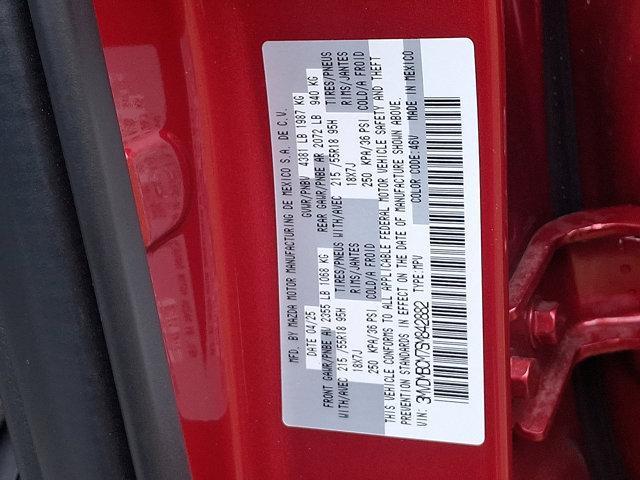 MFD. BY MAZDA MOTOR MANUFACTURING DE MEXICO S.A. DE C.V.
DATE 04/25 GVWR/PNBV 4381 LB 1987 KG
FRONT GAWR/PNBE AV 2355 LB 1068 KG REAR GAWR/PNBE AR 2072 LB 940 KG
WITH/AVEC 215/55R18 95H TIRES/PNEUS WITH/AVEC 215/55R18 95H TIRES/PNEUS
18X7J RIMS/JANTES 18X7J RIMS/JANTES
250 KPA/36 PSI COLD/A FROID 250 KPA/36 PSI COLD/A FROID
THIS VEHICLE CONFORMS TO ALL APPLICABLE FEDERAL MOTOR VEHICLE SAFETY AND THEFT
PREVENTION STANDARDS IN EFFECT ON THE DATE OF MANUFACTURE SHOWN ABOVE.
VIN: TYPE:MPV COLOR CODE:46V MADE IN MEXICO